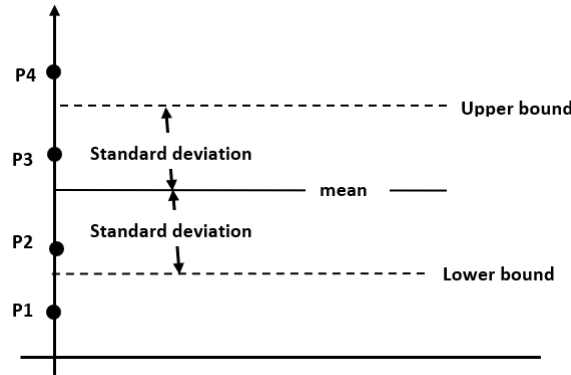 P4
Upper bound
P3
Standard deviation
mean
P2
Standard deviation
Lower bound
P1